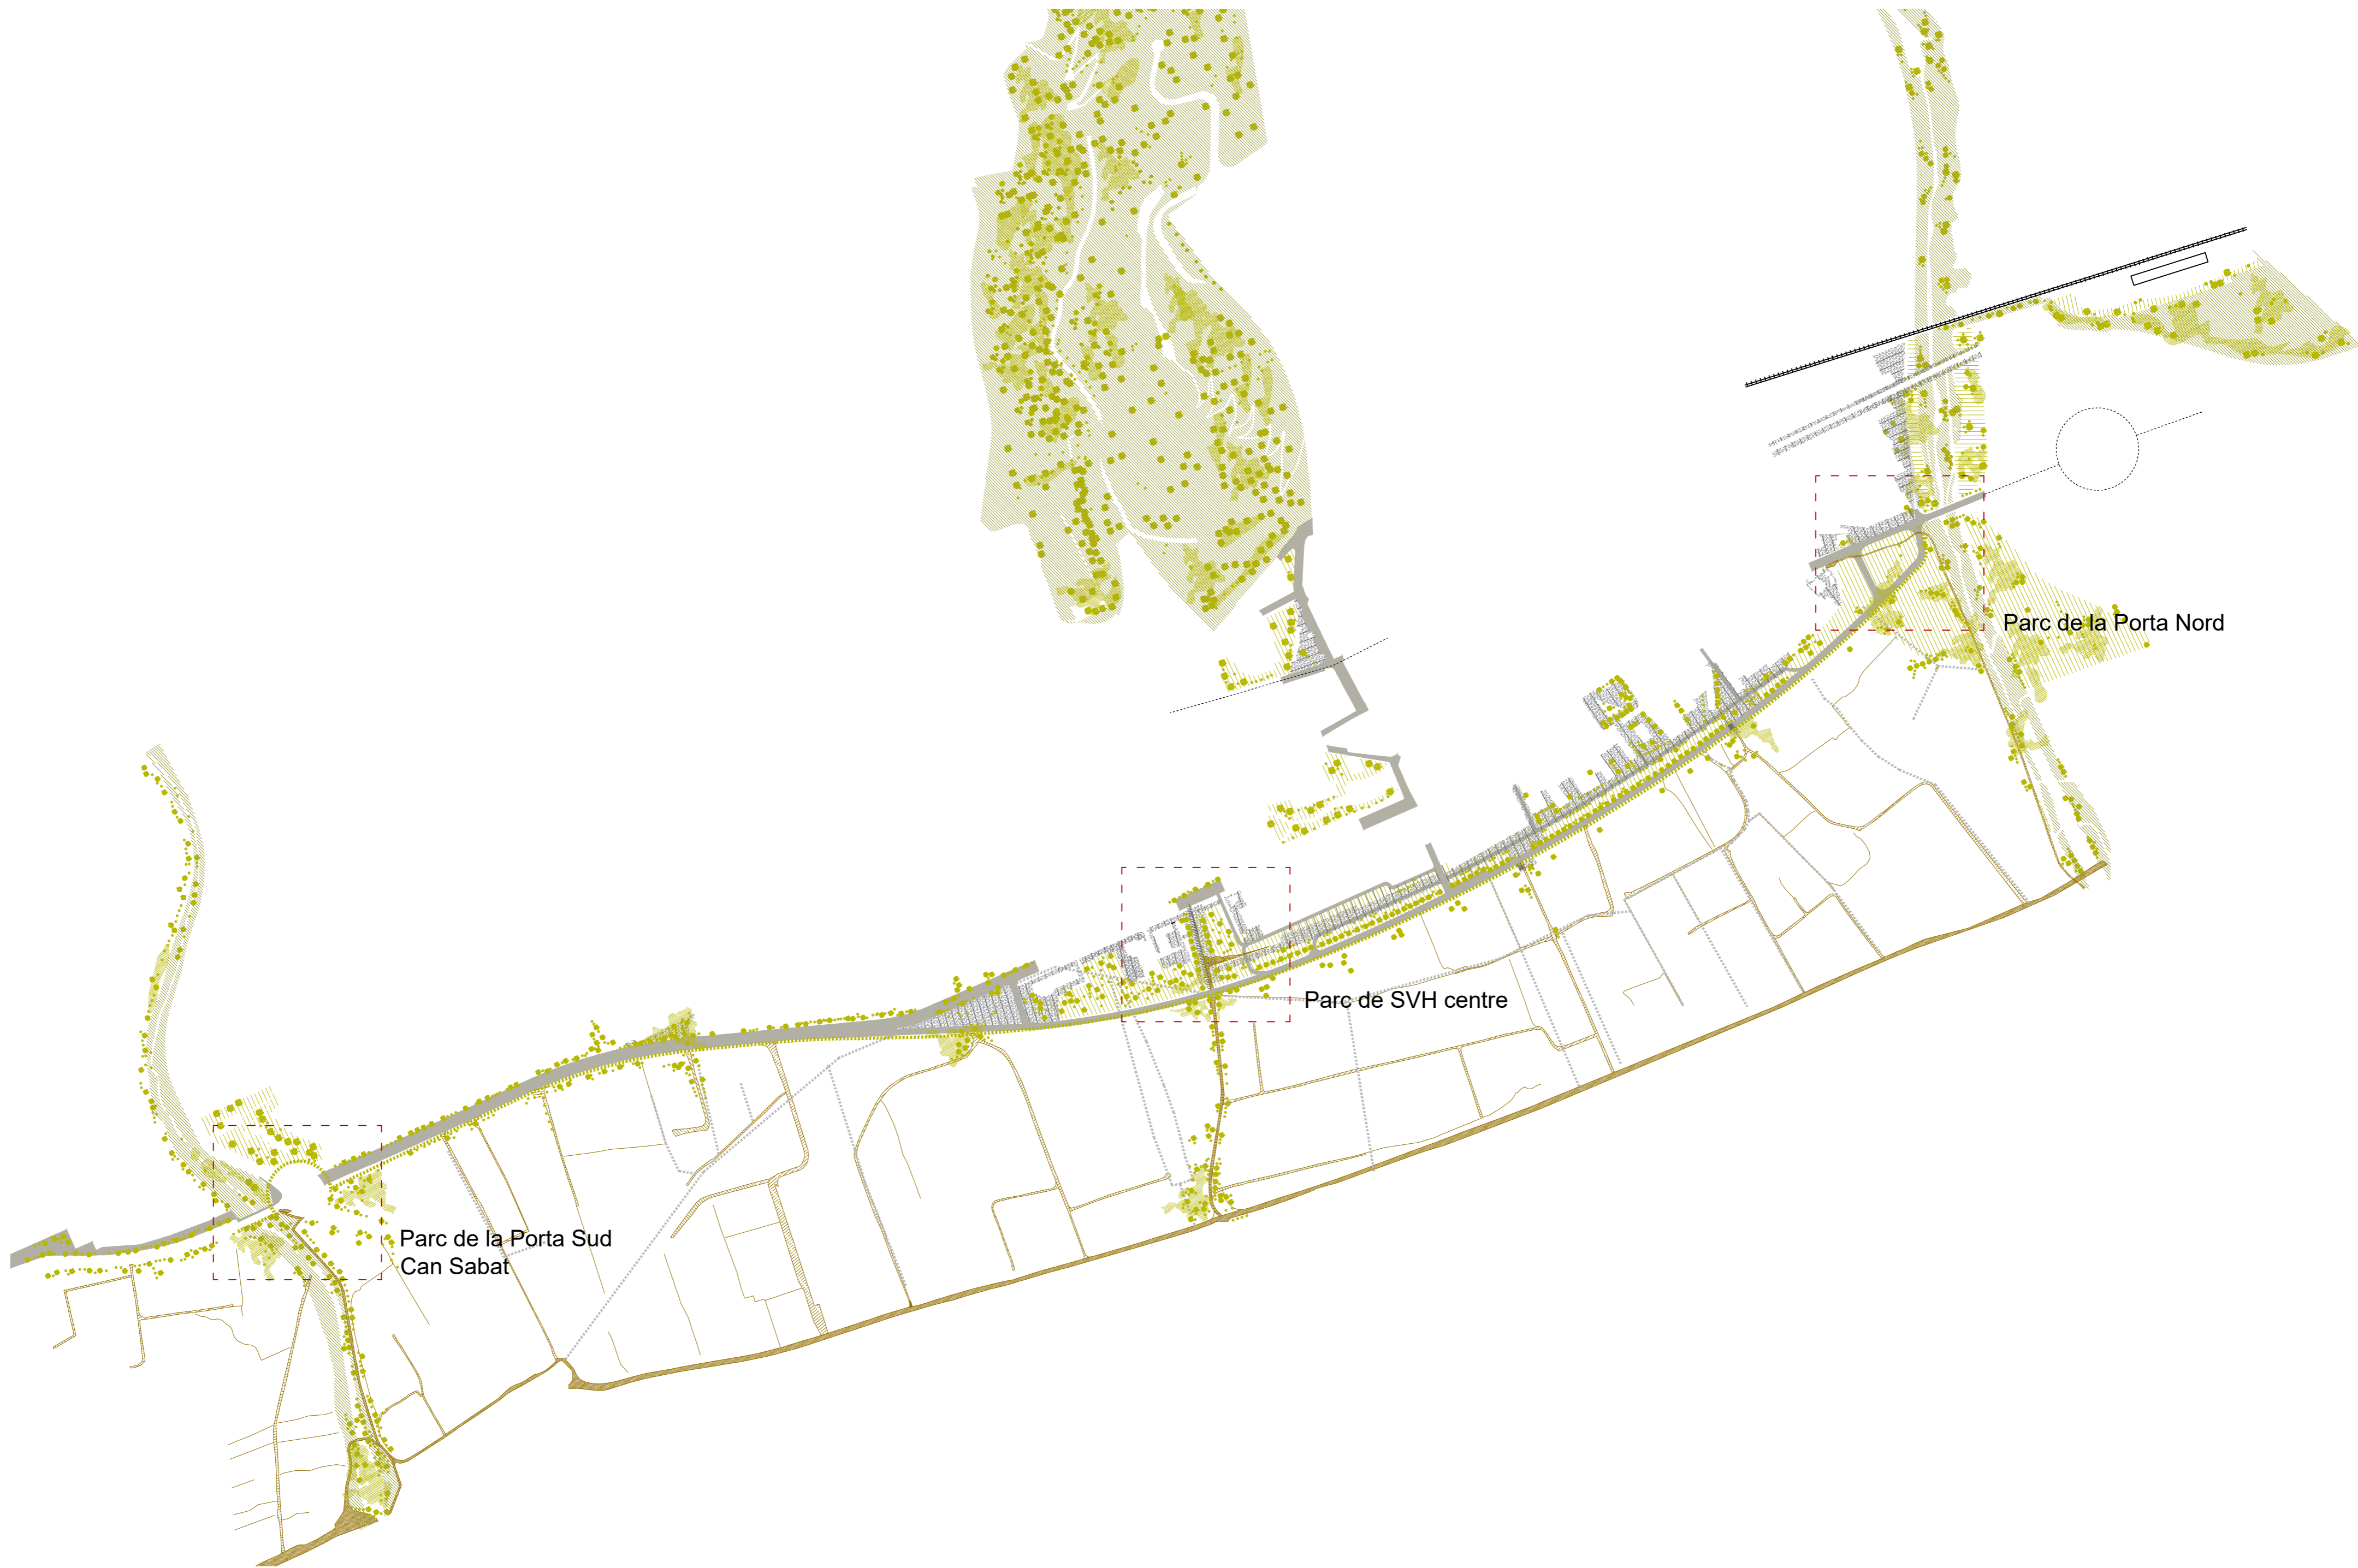 Parc de la Porta Nord
Parc de SVH centre
Parc de la Porta Sud
Can Sabat